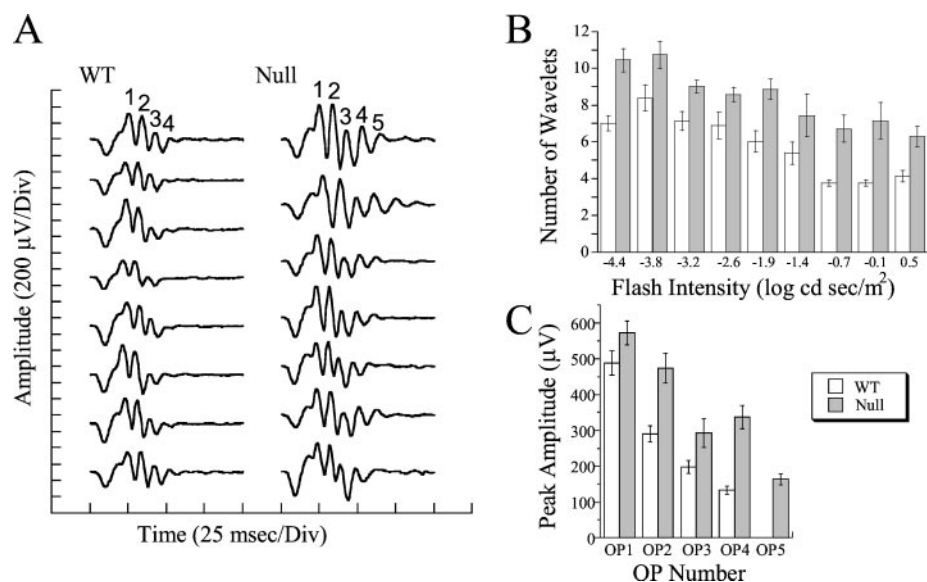 A
WT
Null
1 2 3 4
1 2 3 4 5
Amplitude (200 µV/Div)
Time (25 msec/Div)
B
Number of Wavelets
12
10
8
6
4
2
0
-4.4 -3.8 -3.2 -2.6 -1.9 -1.4 -0.7 -0.1 0.5
Flash Intensity (log cd sec/m²)
C
Peak Amplitude (µV)
600
500
400
300
200
100
OP1 OP2 OP3 OP4 OP5
OP Number
WT
Null